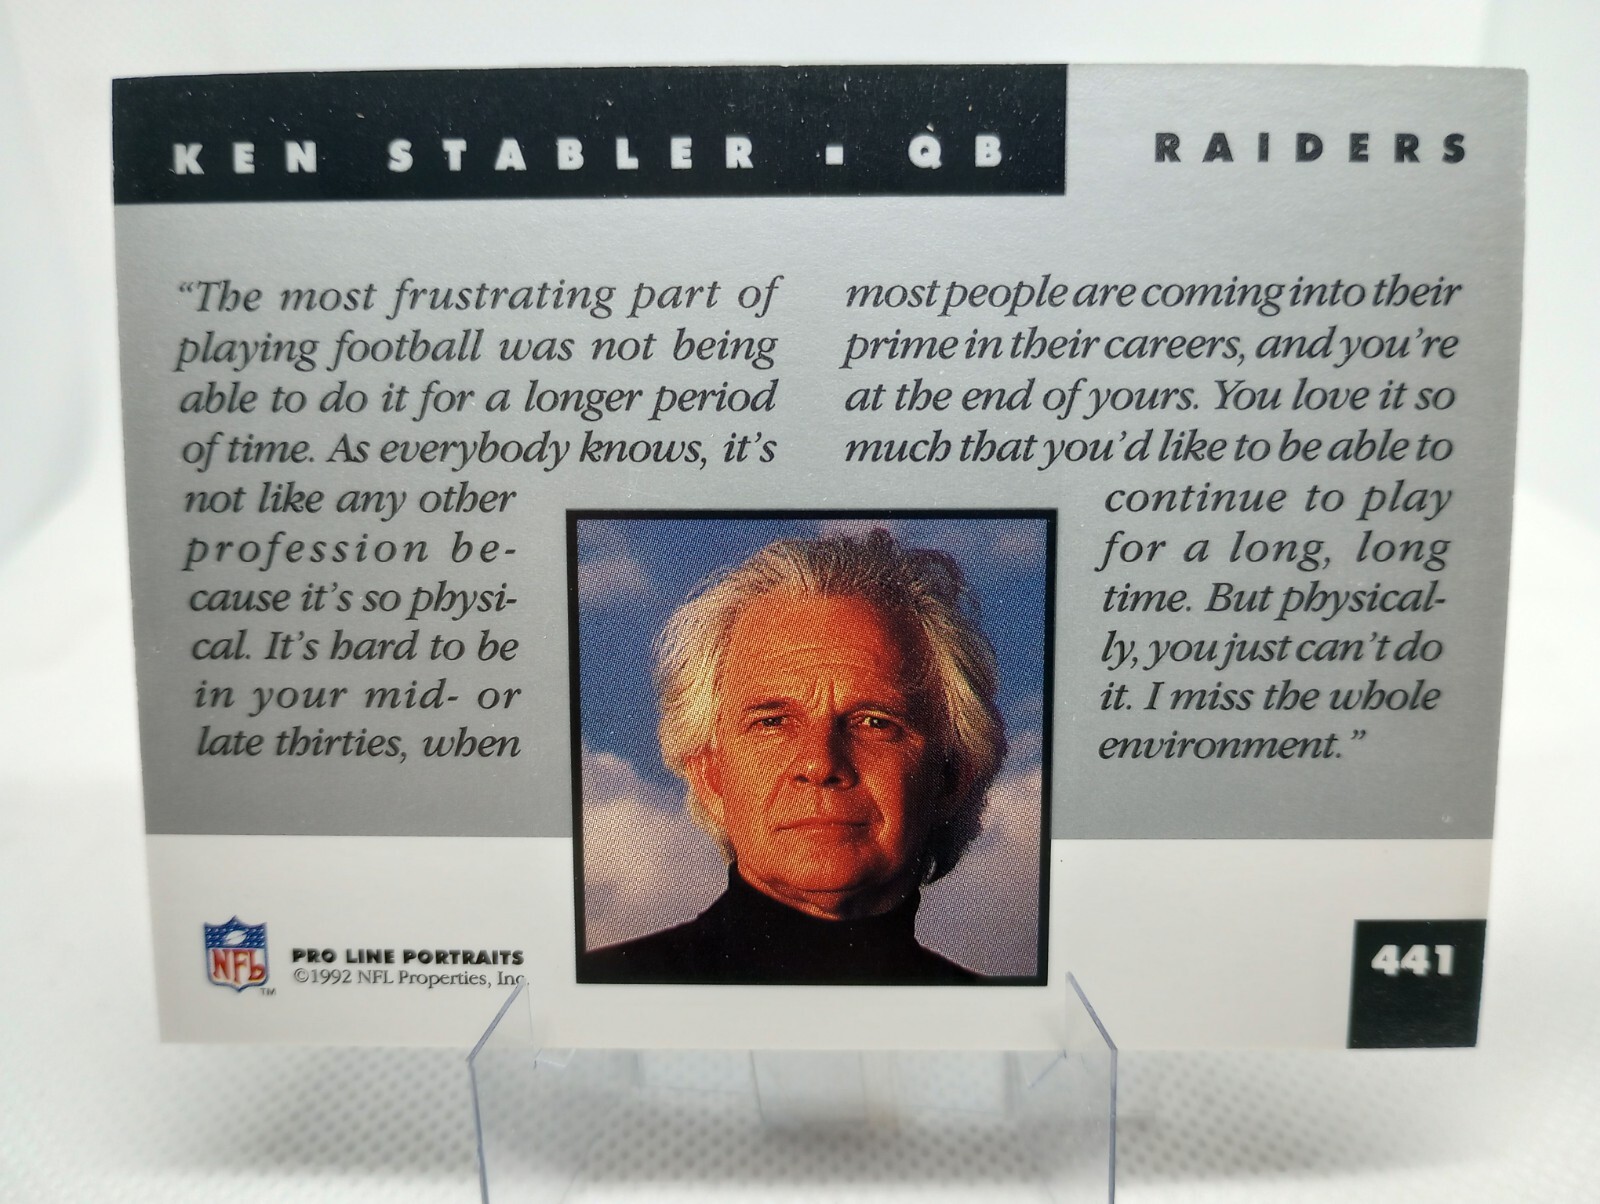 KEN STABLER ▪ QB
RAIDERS
“The most frustrating part of
playing football was not being
able to do it for a longer period
of time. As everybody knows, it’s
not like any other
profession be-
cause it’s so physi-
cal. It’s hard to be
in your mid- or
late thirties, when
most people are coming into their
prime in their careers, and you’re
at the end of yours. You love it so
much that you’d like to be able to
continue to play
for a long, long
time. But physical-
ly, you just can’t do
it. I miss the whole
environment.”
NFL
TM
PRO LINE PORTRAITS
©1992 NFL Properties, Inc.
441